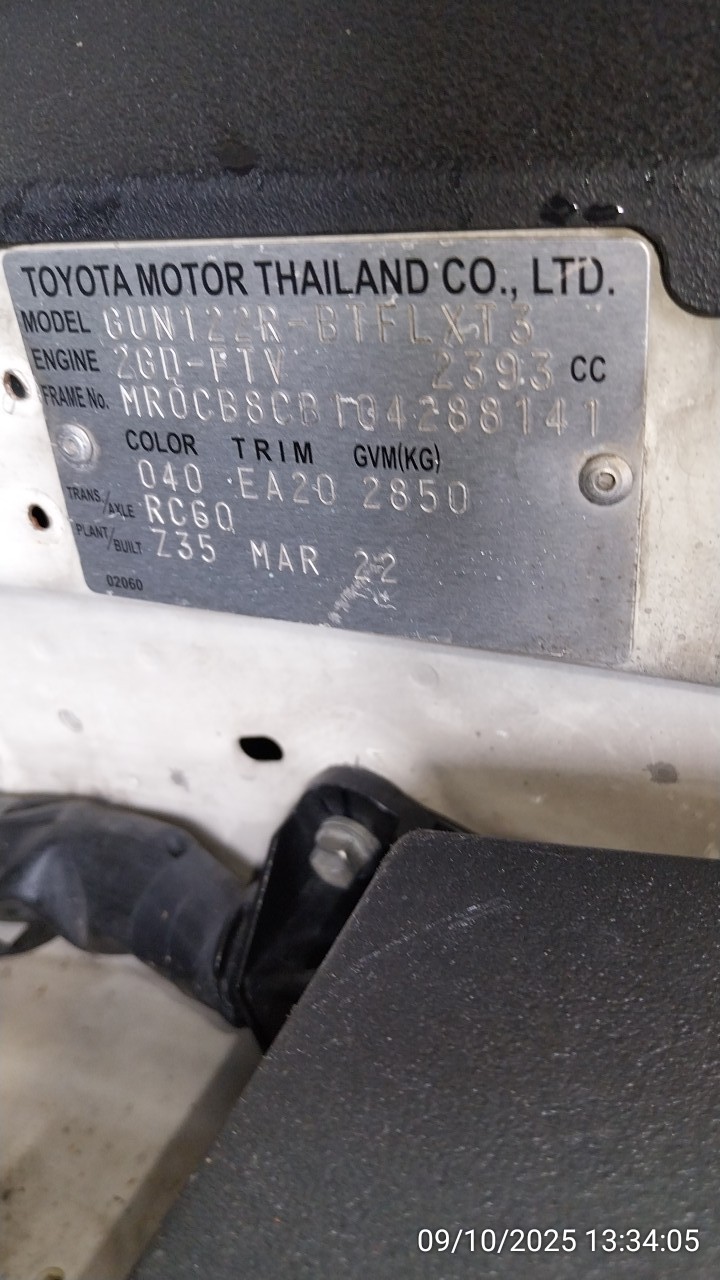 TOYOTA MOTOR THAILAND CO., LTD.
MODEL GUN122R-BTFLXT3
ENGINE 2GD-FTV 2393 CC
FRAME No. MR0CB8CB104288141
COLOR TRIM GVM(KG)
040 EA20 2850
TRANS./AXLE RC60
PLANT/BUILT Z35 MAR 22
02060
09/10/2025 13:34:05